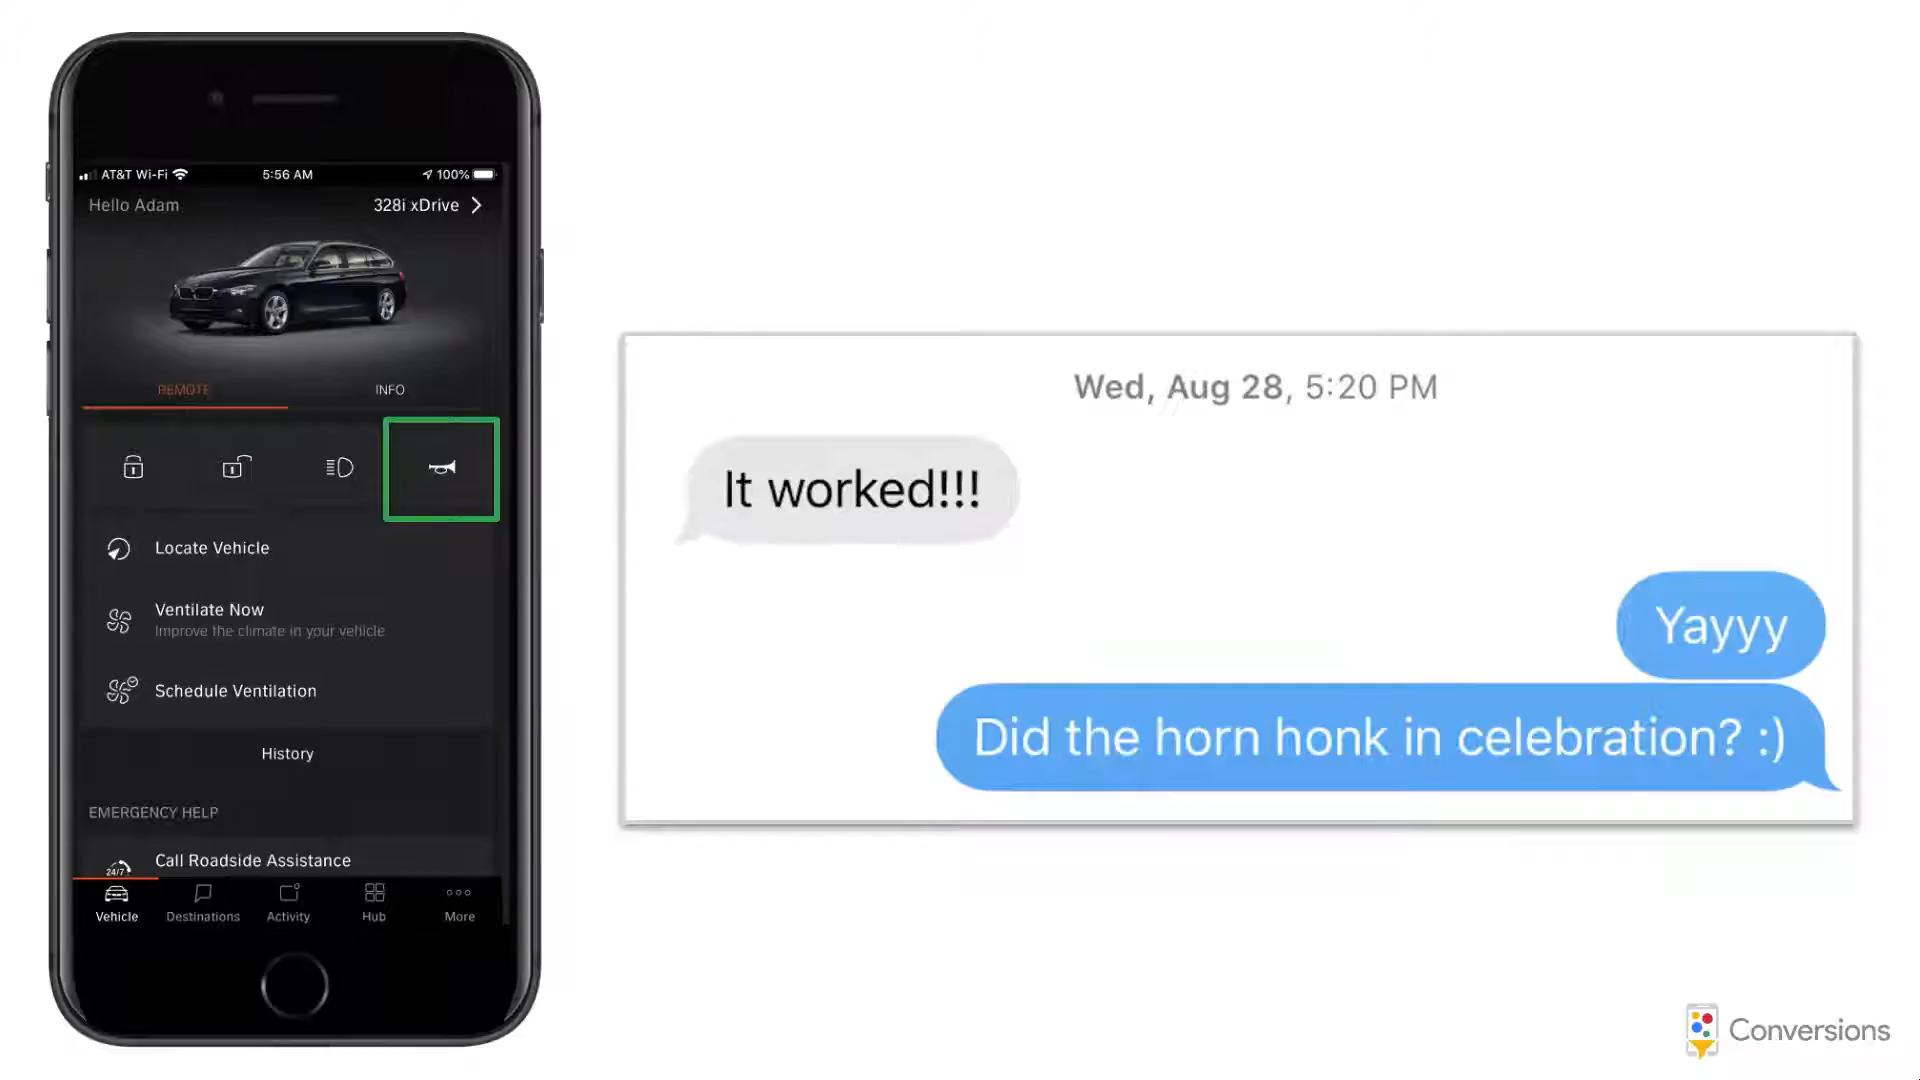 AT&T Wi-Fi 5:56 AM 100%
Hello Adam 328i xDrive
REMOTE INFO
Locate Vehicle
Ventilate Now
Improve the climate in your vehicle
Schedule Ventilation
History
EMERGENCY HELP
Call Roadside Assistance
24/7
Vehicle Destinations Activity Hub More
Wed, Aug 28, 5:20 PM
It worked!!!
Yayyy
Did the horn honk in celebration? :)
Conversions